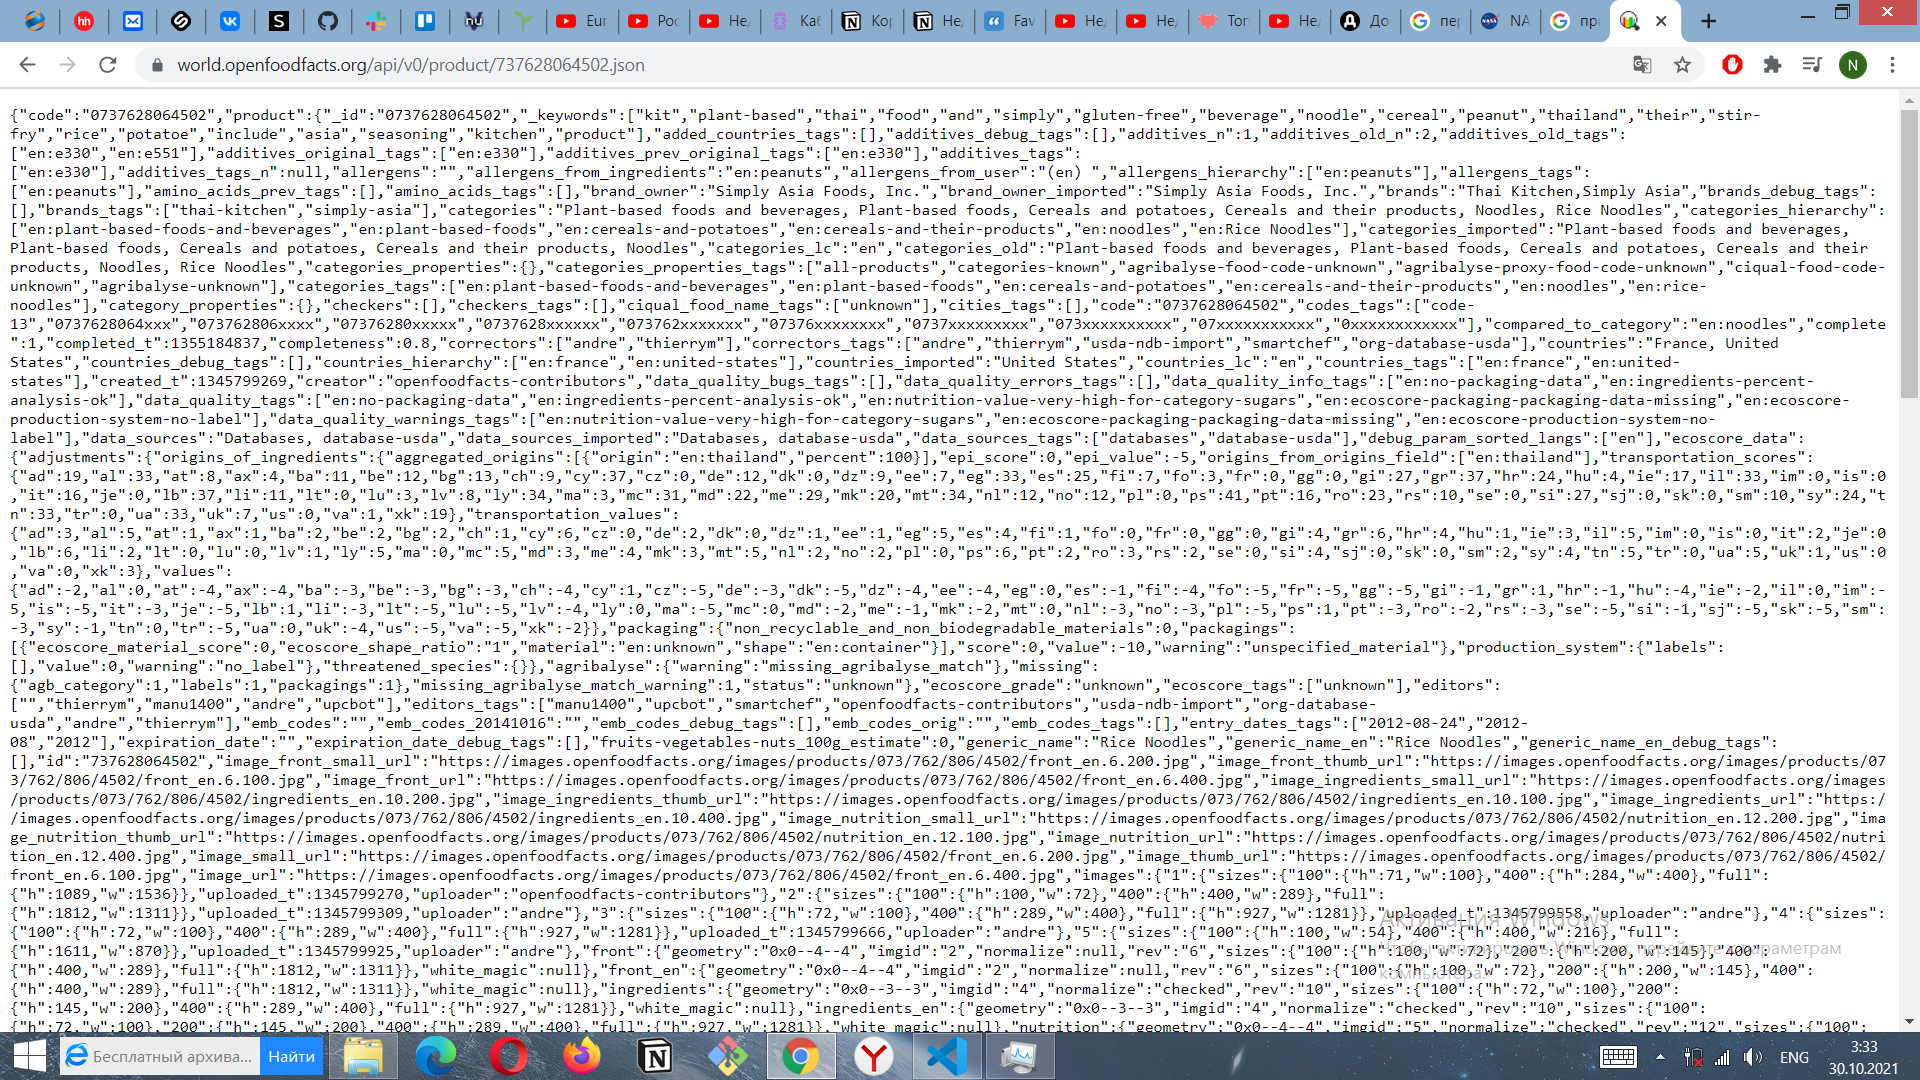 hh
S
Eur
Рос
Нед
Каб
Кор
Нед
Fav
Нед
Нед
Топ
Нед
До
пер
NA
при
world.openfoodfacts.org/api/v0/product/737628064502.json
N
{"code":"0737628064502","product":{"_id":"0737628064502","_keywords":["kit","plant-based","thai","food","and","simply","gluten-free","beverage","noodle","cereal","peanut","thailand","their","stir-
fry","rice","potatoe","include","asia","seasoning","kitchen","product"],"added_countries_tags":[],"additives_debug_tags":[],"additives_n":1,"additives_old_n":2,"additives_old_tags":
["en:e330","en:e551"],"additives_original_tags":["en:e330"],"additives_prev_original_tags":["en:e330"],"additives_tags":
["en:e330"],"additives_tags_n":null,"allergens":"","allergens_from_ingredients":"en:peanuts","allergens_from_user":"(en) ","allergens_hierarchy":["en:peanuts"],"allergens_tags":
["en:peanuts"],"amino_acids_prev_tags":[],"amino_acids_tags":[],"brand_owner":"Simply Asia Foods, Inc.","brand_owner_imported":"Simply Asia Foods, Inc.","brands":"Thai Kitchen,Simply Asia","brands_debug_tags":
[],"brands_tags":["thai-kitchen","simply-asia"],"categories":"Plant-based foods and beverages, Plant-based foods, Cereals and potatoes, Cereals and their products, Noodles, Rice Noodles","categories_hierarchy":
["en:plant-based-foods-and-beverages","en:plant-based-foods","en:cereals-and-potatoes","en:cereals-and-their-products","en:noodles","en:Rice Noodles"],"categories_imported":"Plant-based foods and beverages,
Plant-based foods, Cereals and potatoes, Cereals and their products, Noodles","categories_lc":"en","categories_old":"Plant-based foods and beverages, Plant-based foods, Cereals and potatoes, Cereals and their
products, Noodles, Rice Noodles","categories_properties":{},"categories_properties_tags":["all-products","categories-known","agribalyse-food-code-unknown","agribalyse-proxy-food-code-unknown","ciqual-food-code-
unknown","agribalyse-unknown"],"categories_tags":["en:plant-based-foods-and-beverages","en:plant-based-foods","en:cereals-and-potatoes","en:cereals-and-their-products","en:noodles","en:rice-
noodles"],"category_properties":{},"checkers":[],"checkers_tags":[],"ciqual_food_name_tags":["unknown"],"cities_tags":[],"code":"0737628064502","codes_tags":["code-
13","0737628064xxx","073762806xxxx","07376280xxxxx","0737628xxxxxx","073762xxxxxxx","07376xxxxxxxx","0737xxxxxxxxx","073xxxxxxxxxx","07xxxxxxxxxxx","0xxxxxxxxxxxx"],"compared_to_category":"en:noodles","complete"
:1,"completed_t":1355184837,"completeness":0.8,"correctors":["andre","thierrym"],"correctors_tags":["andre","thierrym","usda-ndb-import","smartchef","org-database-usda"],"countries":"France, United
States","countries_debug_tags":[],"countries_hierarchy":["en:france","en:united-states"],"countries_imported":"United States","countries_lc":"en","countries_tags":["en:france","en:united-
states"],"created_t":1345799269,"creator":"openfoodfacts-contributors","data_quality_bugs_tags":[],"data_quality_errors_tags":[],"data_quality_info_tags":["en:no-packaging-data","en:ingredients-percent-
analysis-ok"],"data_quality_tags":["en:no-packaging-data","en:ingredients-percent-analysis-ok","en:nutrition-value-very-high-for-category-sugars","en:ecoscore-packaging-packaging-data-missing","en:ecoscore-
production-system-no-label"],"data_quality_warnings_tags":["en:nutrition-value-very-high-for-category-sugars","en:ecoscore-packaging-packaging-data-missing","en:ecoscore-production-system-no-
label"],"data_sources":"Databases, database-usda","data_sources_imported":"Databases, database-usda","data_sources_tags":["databases","database-usda"],"debug_param_sorted_langs":["en"],"ecoscore_data":
{"adjustments":{"origins_of_ingredients":{"aggregated_origins":[{"origin":"en:thailand","percent":100}],"epi_score":0,"epi_value":-5,"origins_from_origins_field":["en:thailand"],"transportation_scores":
{"ad":19,"al":33,"at":8,"ax":4,"ba":11,"be":12,"bg":13,"ch":9,"cy":37,"cz":0,"de":12,"dk":0,"dz":9,"ee":7,"eg":33,"es":25,"fi":7,"fo":3,"fr":0,"gg":0,"gi":27,"gr":37,"hr":24,"hu":4,"ie":17,"il":33,"im":0,"is":0
,"it":16,"je":0,"lb":37,"li":11,"lt":0,"lu":3,"lv":8,"ly":34,"ma":3,"mc":31,"md":22,"me":29,"mk":20,"mt":34,"nl":12,"no":12,"pl":0,"ps":41,"pt":16,"ro":23,"rs":10,"se":0,"si":27,"sj":0,"sk":0,"sm":10,"sy":24,"t
n":33,"tr":0,"ua":33,"uk":7,"us":0,"va":1,"xk":19},"transportation_values":
{"ad":3,"al":5,"at":1,"ax":1,"ba":2,"be":2,"bg":2,"ch":1,"cy":6,"cz":0,"de":2,"dk":0,"dz":1,"ee":1,"eg":5,"es":4,"fi":1,"fo":0,"fr":0,"gg":0,"gi":4,"gr":6,"hr":4,"hu":1,"ie":3,"il":5,"im":0,"is":0,"it":2,"je":0
,"lb":6,"li":2,"lt":0,"lu":0,"lv":1,"ly":5,"ma":0,"mc":5,"md":3,"me":4,"mk":3,"mt":5,"nl":2,"no":2,"pl":0,"ps":6,"pt":2,"ro":3,"rs":2,"se":0,"si":4,"sj":0,"sk":0,"sm":2,"sy":4,"tn":5,"tr":0,"ua":5,"uk":1,"us":0
,"va":0,"xk":3},"values":
{"ad":-2,"al":0,"at":-4,"ax":-4,"ba":-3,"be":-3,"bg":-3,"ch":-4,"cy":1,"cz":-5,"de":-3,"dk":-5,"dz":-4,"ee":-4,"eg":0,"es":-1,"fi":-4,"fo":-5,"fr":-5,"gg":-5,"gi":-1,"gr":1,"hr":-1,"hu":-4,"ie":-2,"il":0,"im":-
5,"is":-5,"it":-3,"je":-5,"lb":1,"li":-3,"lt":-5,"lu":-5,"lv":-4,"ly":0,"ma":-5,"mc":0,"md":-2,"me":-1,"mk":-2,"mt":0,"nl":-3,"no":-3,"pl":-5,"ps":1,"pt":-3,"ro":-2,"rs":-3,"se":-5,"si":-1,"sj":-5,"sk":-5,"sm":
-3,"sy":-1,"tn":0,"tr":-5,"ua":0,"uk":-4,"us":-5,"va":-5,"xk":-2}},"packaging":{"non_recyclable_and_non_biodegradable_materials":0,"packagings":
[{"ecoscore_material_score":0,"ecoscore_shape_ratio":"1","material":"en:unknown","shape":"en:container"}],"score":0,"value":-10,"warning":"unspecified_material"},"production_system":{"labels":
[],"value":0,"warning":"no_label"},"threatened_species":{}},"agribalyse":{"warning":"missing_agribalyse_match"},"missing":
{"agb_category":1,"labels":1,"packagings":1},"missing_agribalyse_match_warning":1,"status":"unknown"},"ecoscore_grade":"unknown","ecoscore_tags":["unknown"],"editors":
["","thierrym","manu1400","andre","upcbot"],"editors_tags":["manu1400","upcbot","smartchef","openfoodfacts-contributors","usda-ndb-import","org-database-
usda","andre","thierrym"],"emb_codes":"","emb_codes_20141016":"","emb_codes_debug_tags":[],"emb_codes_orig":"","emb_codes_tags":[],"entry_dates_tags":["2012-08-24","2012-
08","2012"],"expiration_date":"","expiration_date_debug_tags":[],"fruits-vegetables-nuts_100g_estimate":0,"generic_name":"Rice Noodles","generic_name_en":"Rice Noodles","generic_name_en_debug_tags":
[],"id":"737628064502","image_front_small_url":"https://images.openfoodfacts.org/images/products/073/762/806/4502/front_en.6.200.jpg","image_front_thumb_url":"https://images.openfoodfacts.org/images/products/07
3/762/806/4502/front_en.6.100.jpg","image_front_url":"https://images.openfoodfacts.org/images/products/073/762/806/4502/front_en.6.400.jpg","image_ingredients_small_url":"https://images.openfoodfacts.org/images
/products/073/762/806/4502/ingredients_en.10.200.jpg","image_ingredients_thumb_url":"https://images.openfoodfacts.org/images/products/073/762/806/4502/ingredients_en.10.100.jpg","image_ingredients_url":"https:/
/images.openfoodfacts.org/images/products/073/762/806/4502/ingredients_en.10.400.jpg","image_nutrition_small_url":"https://images.openfoodfacts.org/images/products/073/762/806/4502/nutrition_en.12.200.jpg","ima
ge_nutrition_thumb_url":"https://images.openfoodfacts.org/images/products/073/762/806/4502/nutrition_en.12.100.jpg","image_nutrition_url":"https://images.openfoodfacts.org/images/products/073/762/806/4502/nutri
tion_en.12.400.jpg","image_small_url":"https://images.openfoodfacts.org/images/products/073/762/806/4502/front_en.6.200.jpg","image_thumb_url":"https://images.openfoodfacts.org/images/products/073/762/806/4502/
front_en.6.100.jpg","image_url":"https://images.openfoodfacts.org/images/products/073/762/806/4502/front_en.6.400.jpg","images":{"1":{"sizes":{"100":{"h":71,"w":100},"400":{"h":284,"w":400},"full":
{"h":1089,"w":1536}},"uploaded_t":1345799270,"uploader":"openfoodfacts-contributors"},"2":{"sizes":{"100":{"h":100,"w":72},"400":{"h":400,"w":289},"full":
{"h":1812,"w":1311}},"uploaded_t":1345799309,"uploader":"andre"},"3":{"sizes":{"100":{"h":72,"w":100},"400":{"h":289,"w":400},"full":{"h":927,"w":1281}},"uploaded_t":1345799558,"uploader":"andre"},"4":{"sizes":
{"100":{"h":72,"w":100},"400":{"h":289,"w":400},"full":{"h":927,"w":1281}},"uploaded_t":1345799666,"uploader":"andre"},"5":{"sizes":{"100":{"h":100,"w":54},"400":{"h":400,"w":216},"full":
{"h":1611,"w":870}},"uploaded_t":1345799925,"uploader":"andre"},"front":{"geometry":"0x0--4--4","imgid":"2","normalize":null,"rev":"6","sizes":{"100":{"h":100,"w":72},"200":{"h":200,"w":145},"400":
{"h":400,"w":289},"full":{"h":1812,"w":1311}},"white_magic":null},"front_en":{"geometry":"0x0--4--4","imgid":"2","normalize":null,"rev":"6","sizes":{"100":{"h":100,"w":72},"200":{"h":200,"w":145},"400":
{"h":400,"w":289},"full":{"h":1812,"w":1311}},"white_magic":null},"ingredients":{"geometry":"0x0--3--3","imgid":"4","normalize":"checked","rev":"10","sizes":{"100":{"h":72,"w":100},"200":
{"h":145,"w":200},"400":{"h":289,"w":400},"full":{"h":927,"w":1281}},"white_magic":null},"ingredients_en":{"geometry":"0x0--3--3","imgid":"4","normalize":"checked","rev":"10","sizes":{"100":
{"h":72,"w":100},"200":{"h":145,"w":200},"400":{"h":289,"w":400},"full":{"h":927,"w":1281}},"white_magic":null},"nutrition":{"geometry":"0x0--4--4","imgid":"5","normalize":"checked","rev":"12","sizes":{"100":
Активация Windows
Чтобы активировать Windows, перейдите к параметрам
компьютера.
Бесплатный архива...
Найти
ENG
3:33
30.10.2021